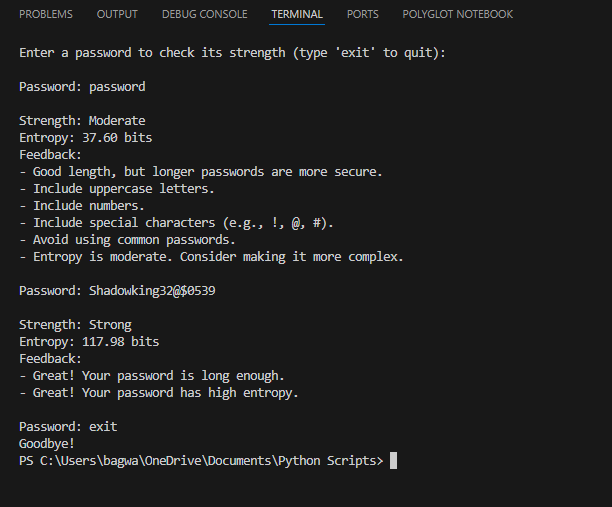 PROBLEMS OUTPUT DEBUG CONSOLE TERMINAL PORTS POLYGLOT NOTEBOOK
Enter a password to check its strength (type 'exit' to quit):
Password: password
Strength: Moderate
Entropy: 37.60 bits
Feedback:
- Good length, but longer passwords are more secure.
- Include uppercase letters.
- Include numbers.
- Include special characters (e.g., !, @, #).
- Avoid using common passwords.
- Entropy is moderate. Consider making it more complex.
Password: Shadowking32@$0539
Strength: Strong
Entropy: 117.98 bits
Feedback:
- Great! Your password is long enough.
- Great! Your password has high entropy.
Password: exit
Goodbye!
PS C:\Users\bagwa\OneDrive\Documents\Python Scripts>